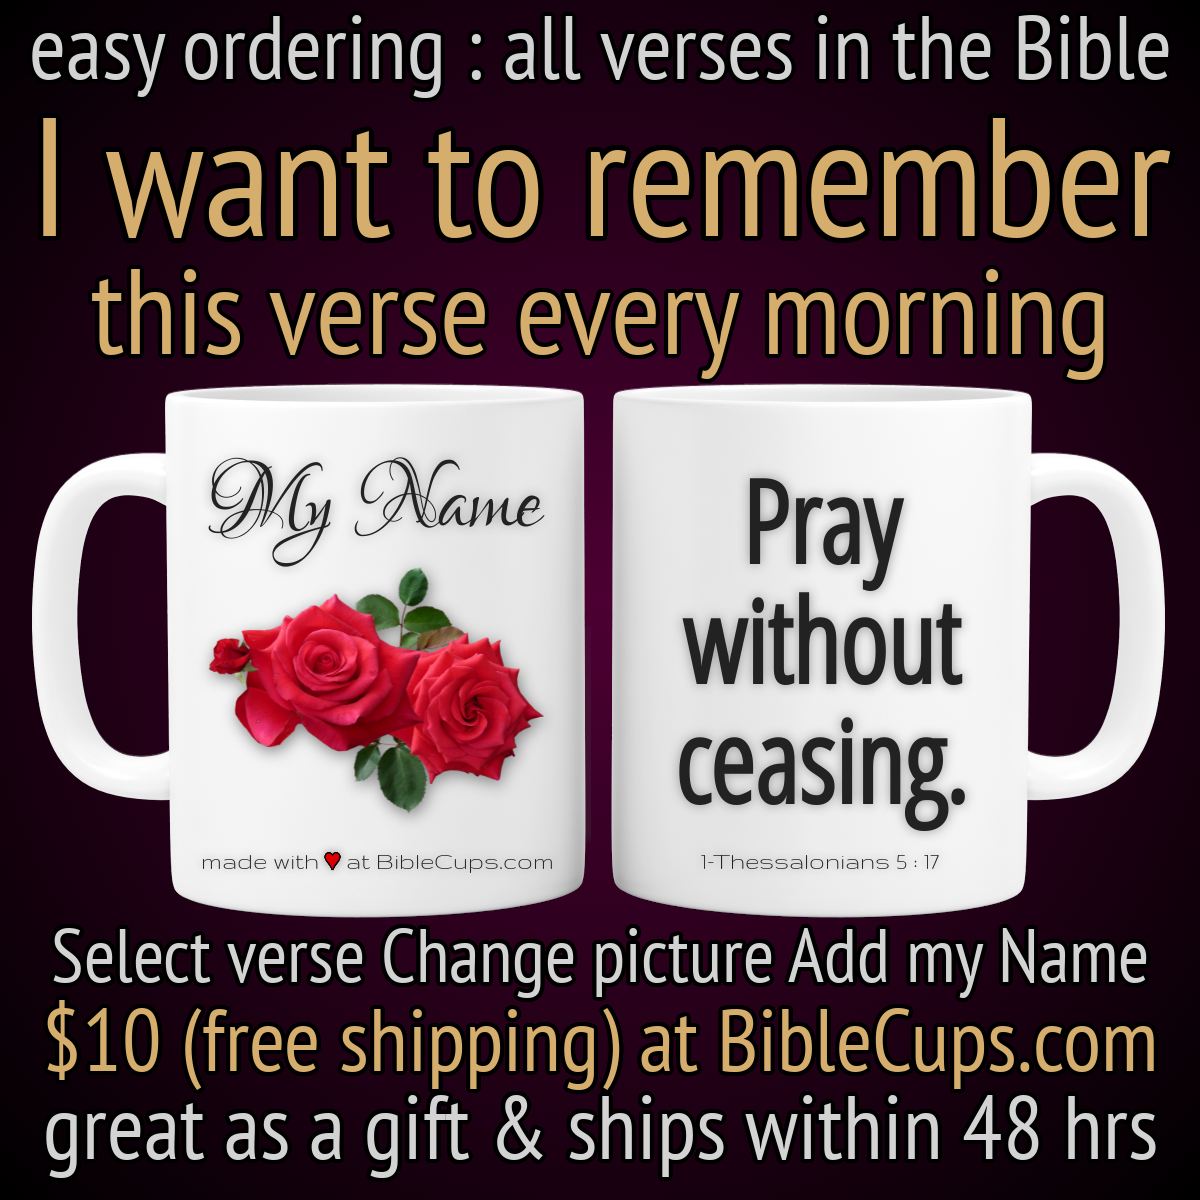 easy ordering : all verses in the Bible
I want to remember
this verse every morning
My Name
made with ♥ at BibleCups.com
Pray
without
ceasing.
1-Thessalonians 5 : 17
Select verse Change picture Add my Name
$10 (free shipping) at BibleCups.com
great as a gift & ships within 48 hrs